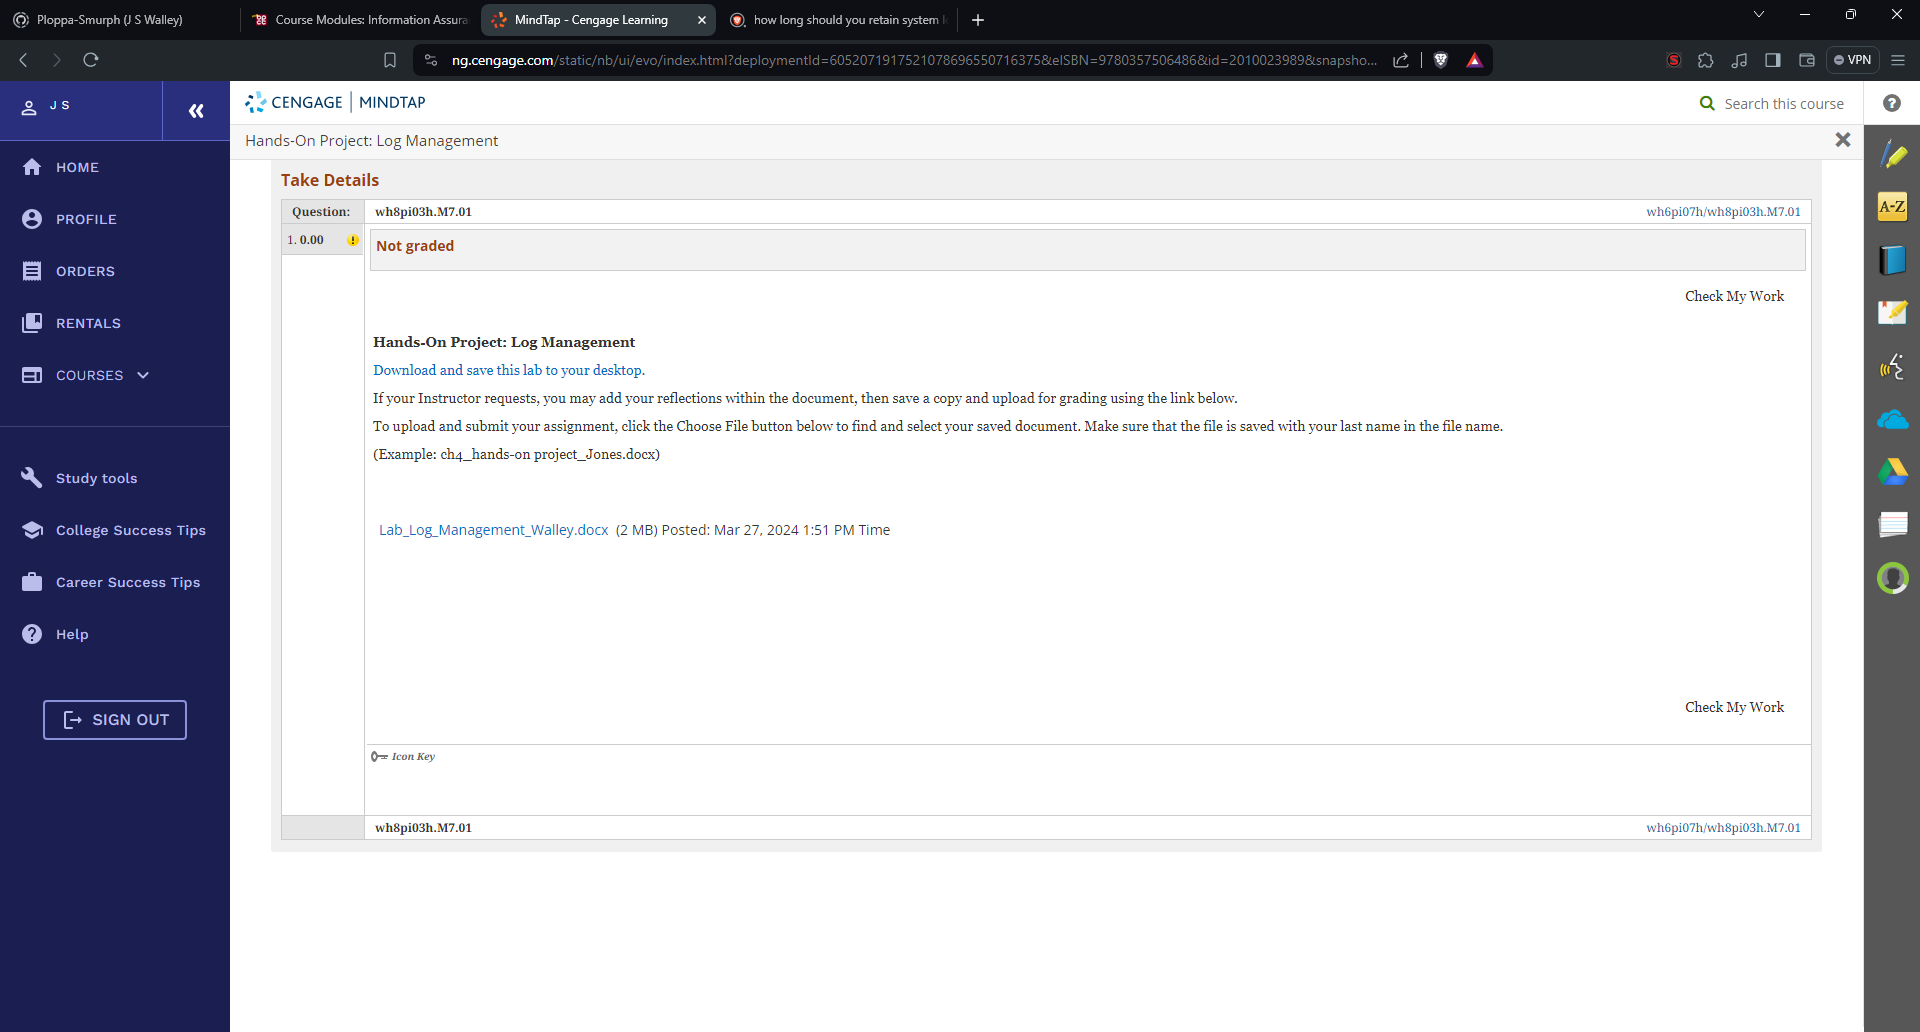 Ploppa-Smurph (J S Walley)
Course Modules: Information Assura
MindTap - Cengage Learning
how long should you retain system l
ng.cengage.com/static/nb/ui/evo/index.html?deploymentId=60520719175210786965507163​75&eISBN=9780357506486&id=2010023989&snapsho...
VPN
J S
CENGAGE | MINDTAP
Search this course
Hands-On Project: Log Management
HOME
PROFILE
ORDERS
RENTALS
COURSES
Study tools
College Success Tips
Career Success Tips
Help
SIGN OUT
Take Details
Question:
wh8pi03h.M7.01
wh6pi07h/wh8pi03h.M7.01
1. 0.00
Not graded
Check My Work
Hands-On Project: Log Management
Download and save this lab to your desktop.
If your Instructor requests, you may add your reflections within the document, then save a copy and upload for grading using the link below.
To upload and submit your assignment, click the Choose File button below to find and select your saved document. Make sure that the file is saved with your last name in the file name.
(Example: ch4_hands-on project_Jones.docx)
Lab_Log_Management_Walley.docx (2 MB) Posted: Mar 27, 2024 1:51 PM Time
Check My Work
Icon Key
wh8pi03h.M7.01
wh6pi07h/wh8pi03h.M7.01
A-Z